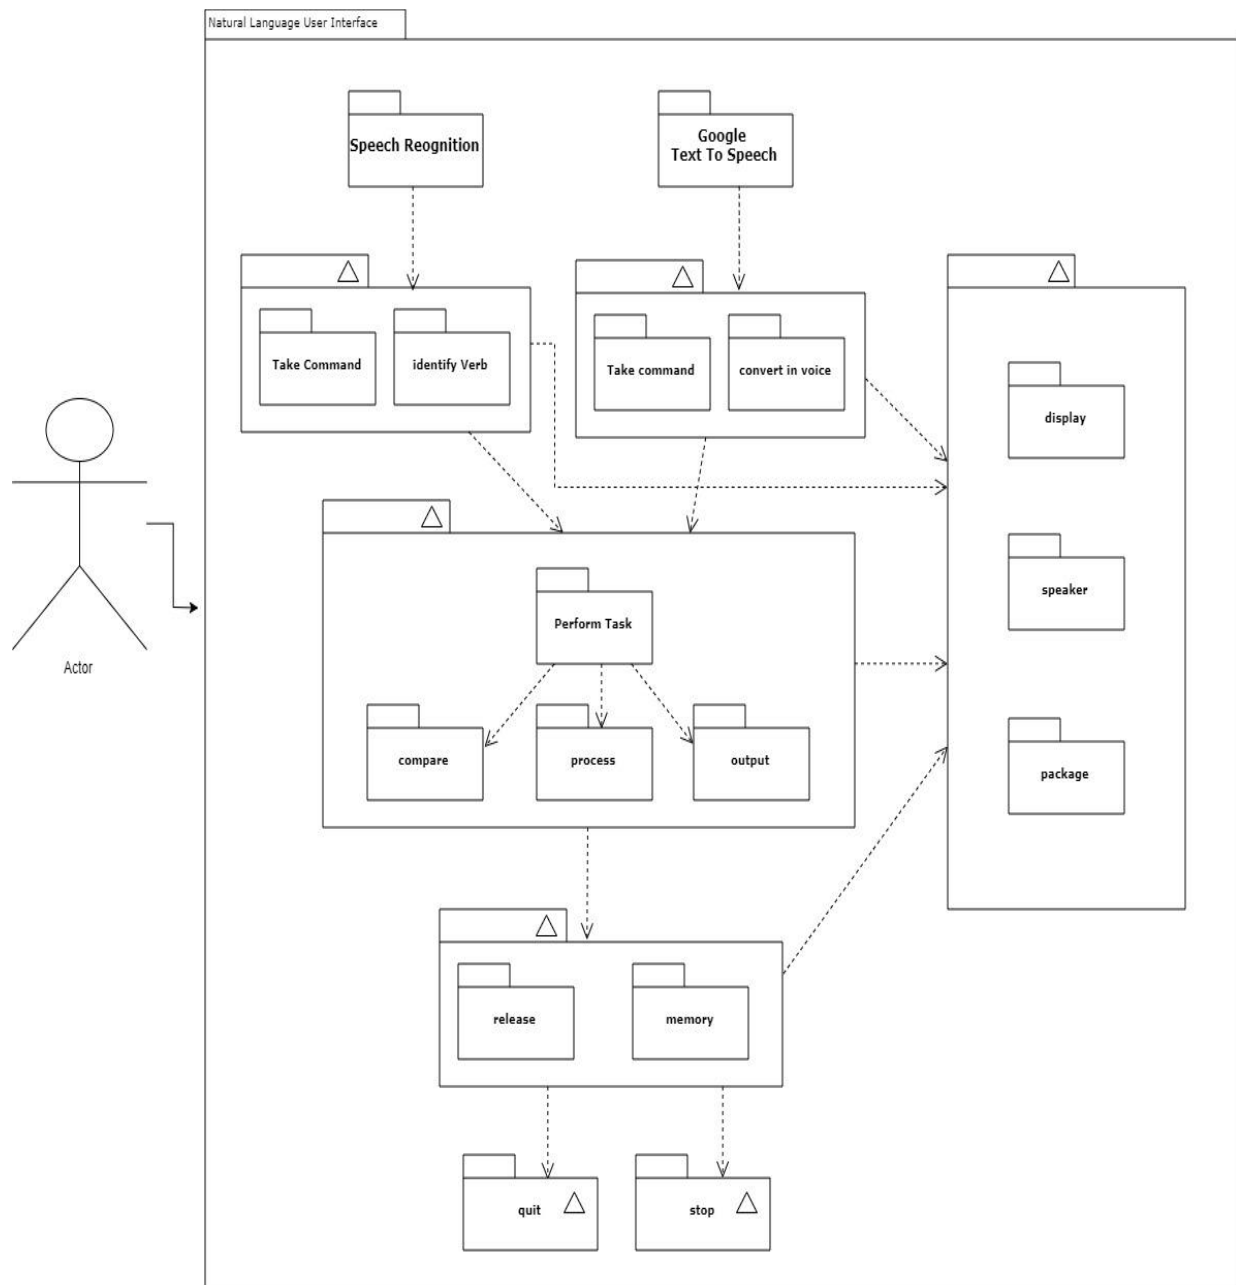 Natural Language User Interface
Speech Reognition
Google
Text To Speech
Take Command
identify Verb
Take command
convert in voice
display
Actor
speaker
Perform Task
compare
process
output
package
release
memory
quit
stop